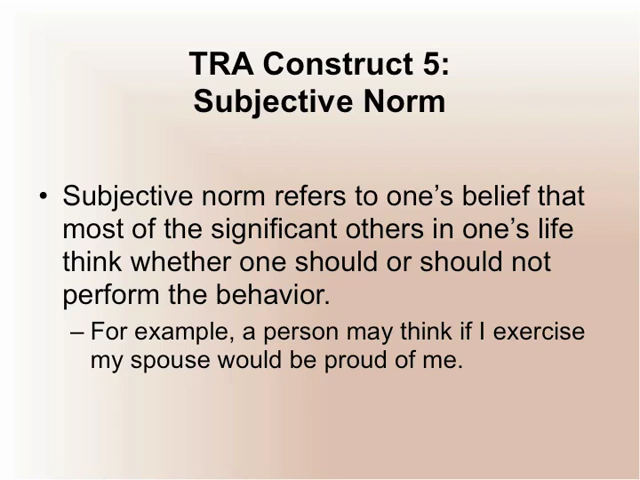 TRA Construct 5:
Subjective Norm
• Subjective norm refers to one’s belief that
most of the significant others in one’s life
think whether one should or should not
perform the behavior.
– For example, a person may think if I exercise
my spouse would be proud of me.